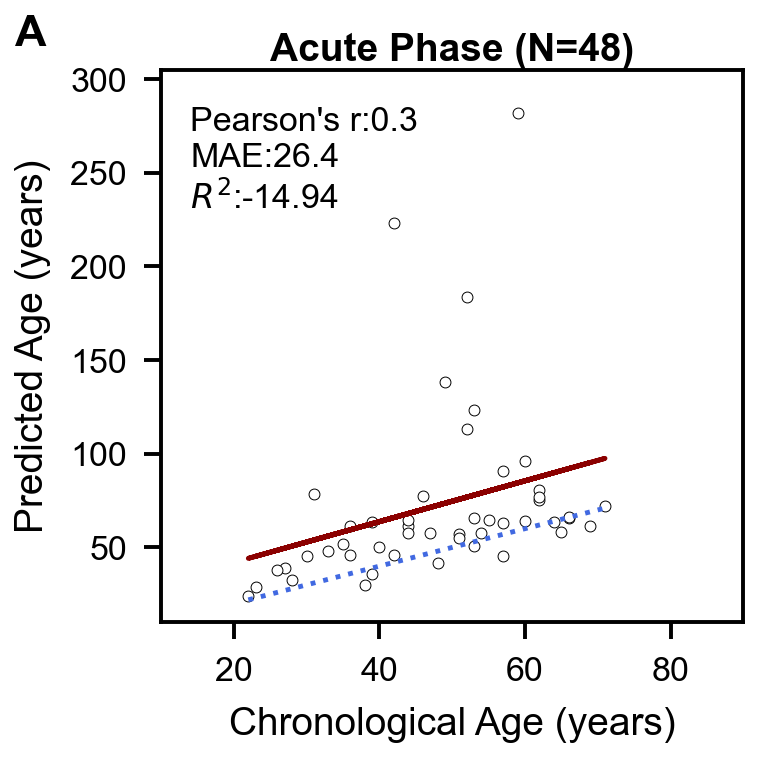 A
Acute Phase (N=48)
Pearson's r:0.3
MAE:26.4
R²:-14.94
Predicted Age (years)
300
250
200
150
100
50
20 40 60 80
Chronological Age (years)